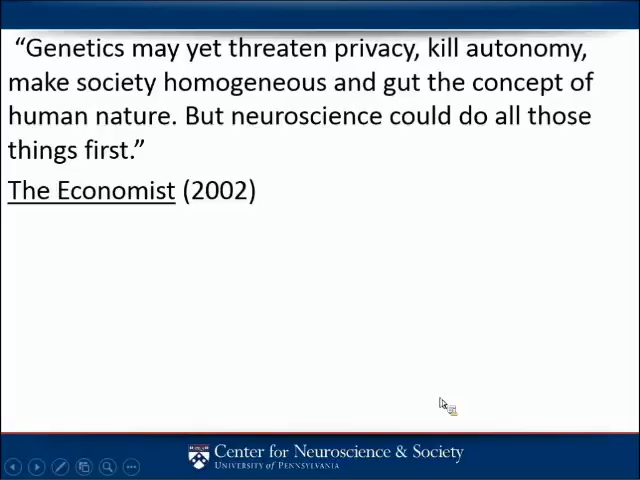 “Genetics may yet threaten privacy, kill autonomy,
make society homogeneous and gut the concept of
human nature. But neuroscience could do all those
things first.”
The Economist (2002)
Center for Neuroscience & Society
UNIVERSITY of PENNSYLVANIA